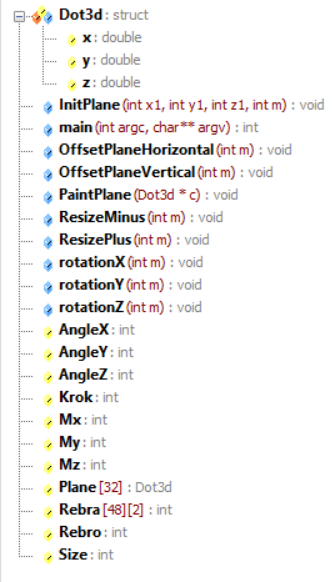 Dot3d : struct
x : double
y : double
z : double
InitPlane (int x1, int y1, int z1, int m) : void
main (int argc, char** argv) : int
OffsetPlaneHorizontal (int m) : void
OffsetPlaneVertical (int m) : void
PaintPlane (Dot3d * c) : void
ResizeMinus (int m) : void
ResizePlus (int m) : void
rotationX (int m) : void
rotationY (int m) : void
rotationZ (int m) : void
AngleX : int
AngleY : int
AngleZ : int
Krok : int
Mx : int
My : int
Mz : int
Plane [32] : Dot3d
Rebra [48][2] : int
Rebro : int
Size : int